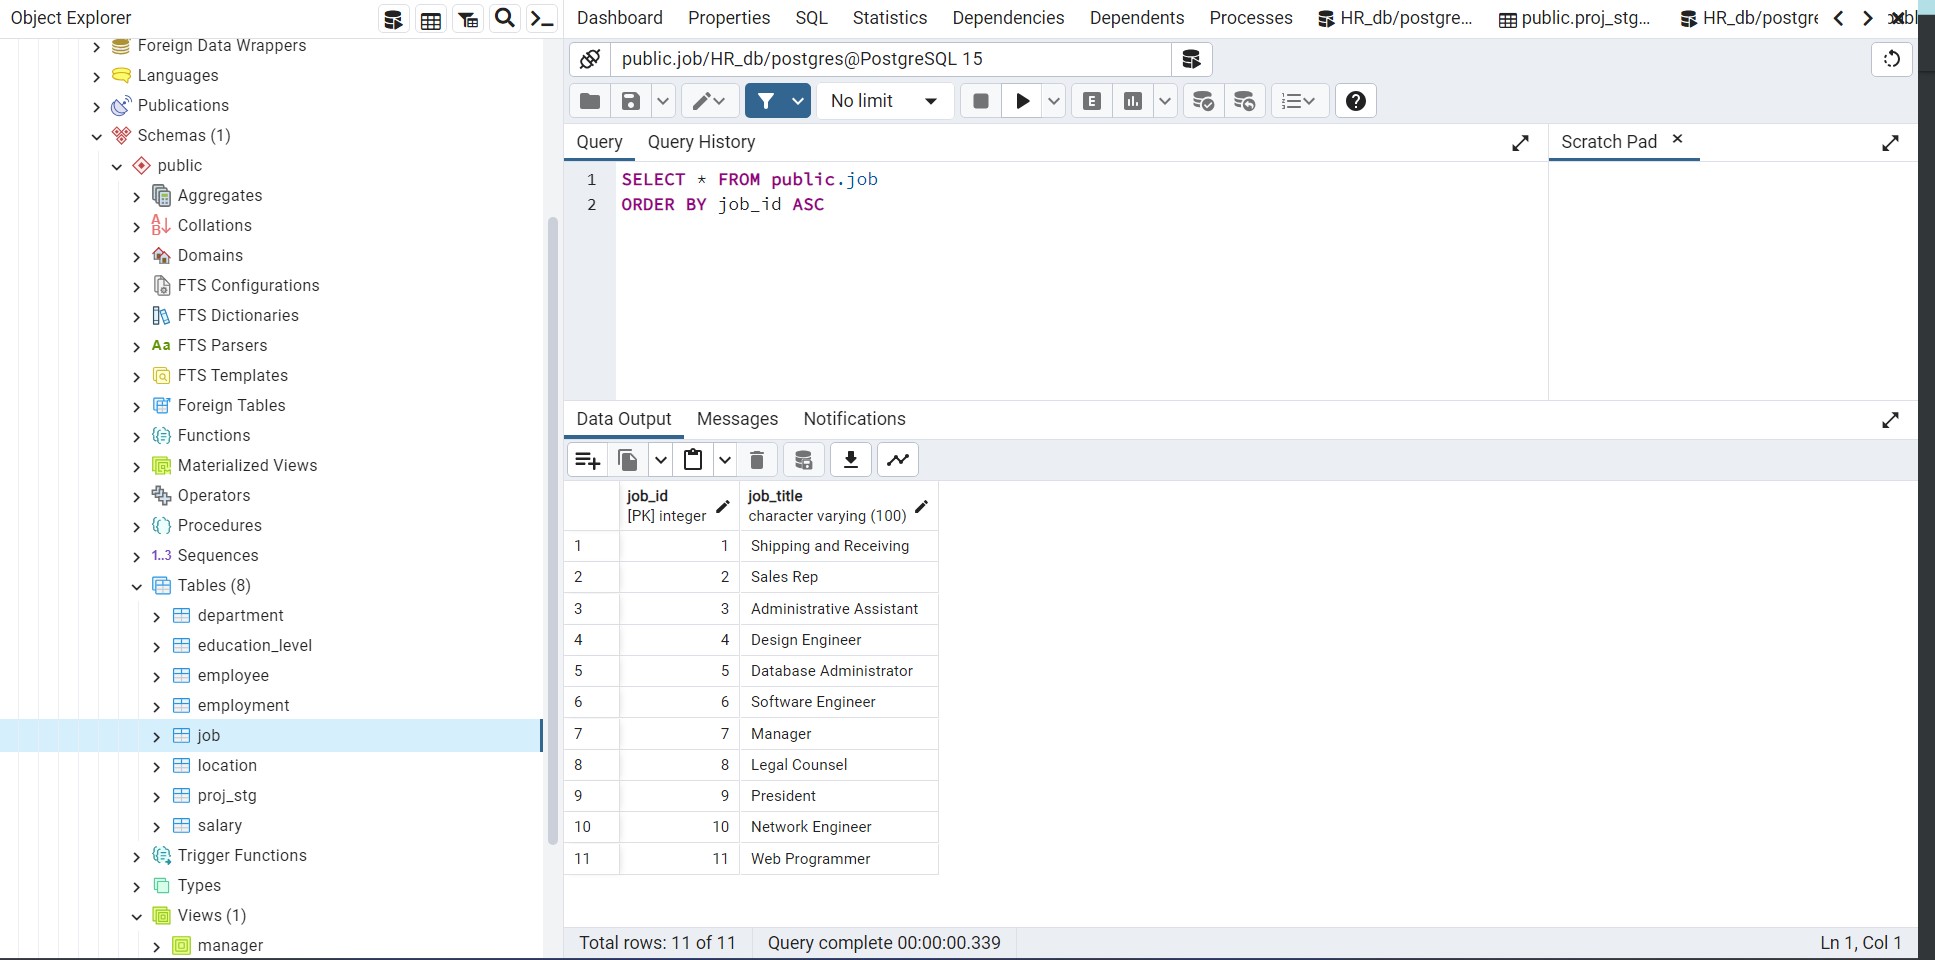 Object Explorer
Foreign Data Wrappers
Languages
Publications
Schemas (1)
public
Aggregates
Collations
Domains
FTS Configurations
FTS Dictionaries
Aa FTS Parsers
FTS Templates
Foreign Tables
Functions
Materialized Views
Operators
Procedures
1..3 Sequences
Tables (8)
department
education_level
employee
employment
job
location
proj_stg
salary
Trigger Functions
Types
Views (1)
manager
Dashboard Properties SQL Statistics Dependencies Dependents Processes HR_db/postgre... public.proj_stg... HR_db/postgre
public.job/HR_db/postgres@PostgreSQL 15
No limit
E
Query Query History
Scratch Pad
1 SELECT * FROM public.job
2 ORDER BY job_id ASC
Data Output Messages Notifications
job_id job_title
[PK] integer character varying (100)
1 1 Shipping and Receiving
2 2 Sales Rep
3 3 Administrative Assistant
4 4 Design Engineer
5 5 Database Administrator
6 6 Software Engineer
7 7 Manager
8 8 Legal Counsel
9 9 President
10 10 Network Engineer
11 11 Web Programmer
Total rows: 11 of 11 Query complete 00:00:00.339 Ln 1, Col 1